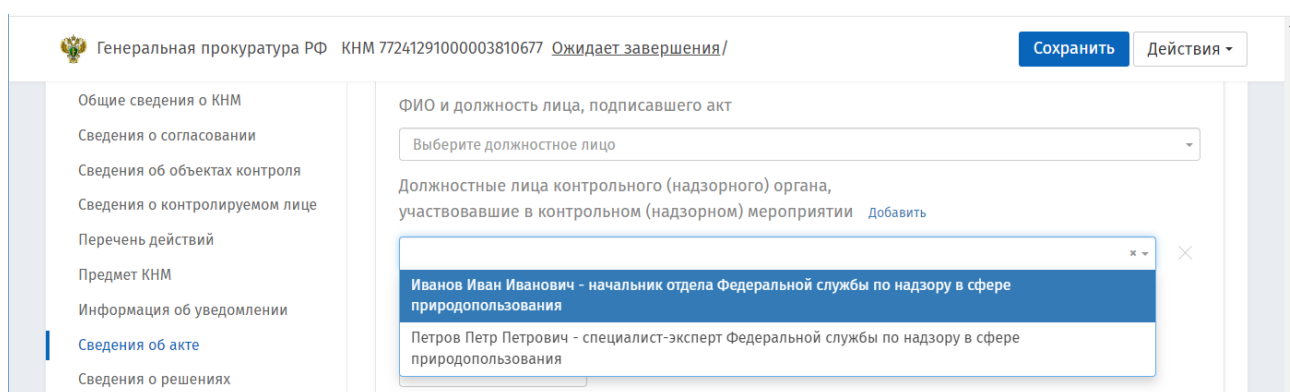 Генеральная прокуратура РФ КНМ 77241291000003810677 Ожидает завершения/ Сохранить Действия
Общие сведения о КНМ
Сведения о согласовании
Сведения об объектах контроля
Сведения о контролируемом лице
Перечень действий
Предмет КНМ
Информация об уведомлении
Сведения об акте
Сведения о решениях
ФИО и должность лица, подписавшего акт
Выберите должностное лицо
Должностные лица контрольного (надзорного) органа,
участвовавшие в контрольном (надзорном) мероприятии Добавить
Иванов Иван Иванович - начальник отдела Федеральной службы по надзору в сфере
природопользования
Петров Петр Петрович - специалист-эксперт Федеральной службы по надзору в сфере
природопользования